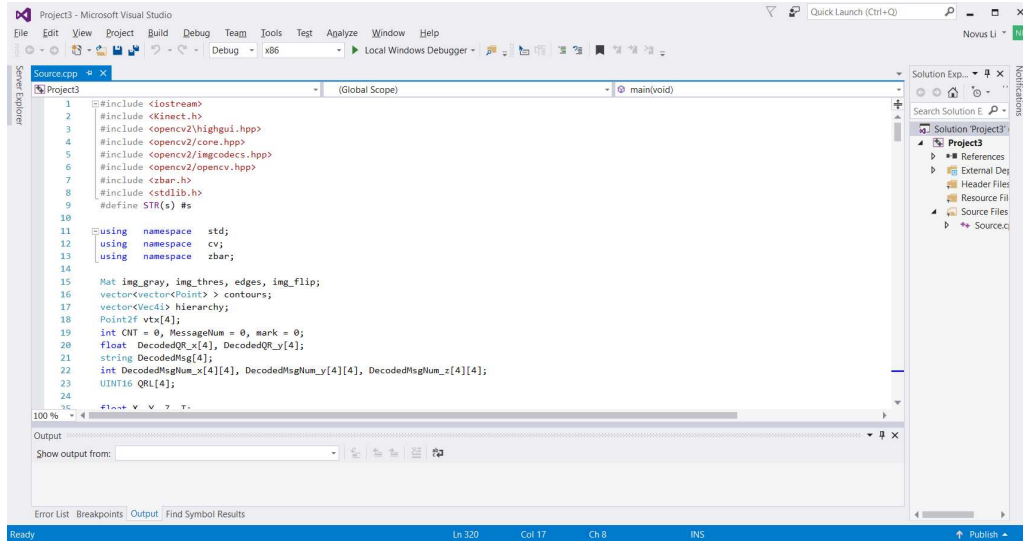 Project3 - Microsoft Visual Studio
Quick Launch (Ctrl+Q)
File Edit View Project Build Debug Team Tools Test Analyze Window Help
Novus Li
Debug x86 Local Windows Debugger
Server Explorer
Source.cpp
Project3 (Global Scope) main(void)
1 #include <iostream>
2 #include <Kinect.h>
3 #include <opencv2\highgui.hpp>
4 #include <opencv2/core.hpp>
5 #include <opencv2/imgcodecs.hpp>
6 #include <opencv2/opencv.hpp>
7 #include <zbar.h>
8 #include <stdlib.h>
9 #define STR(s) #s
10
11 using namespace std;
12 using namespace cv;
13 using namespace zbar;
14
15 Mat img_gray, img_thres, edges, img_flip;
16 vector<vector<Point> > contours;
17 vector<Vec4i> hierarchy;
18 Point2f vtx[4];
19 int CNT = 0, MessageNum = 0, mark = 0;
20 float DecodedQR_x[4], DecodedQR_y[4];
21 string DecodedMsg[4];
22 int DecodedMsgNum_x[4][4], DecodedMsgNum_y[4][4], DecodedMsgNum_z[4][4];
23 UINT16 QRL[4];
24
25 float X, Y, Z, T;
100 %
Output
Show output from:
Error List Breakpoints Output Find Symbol Results
Solution Exp...
Search Solution E
Solution 'Project3'
Project3
References
External Dep
Header Files
Resource Fil
Source Files
Source.c
Notifications
Ready Ln 320 Col 17 Ch 8 INS Publish